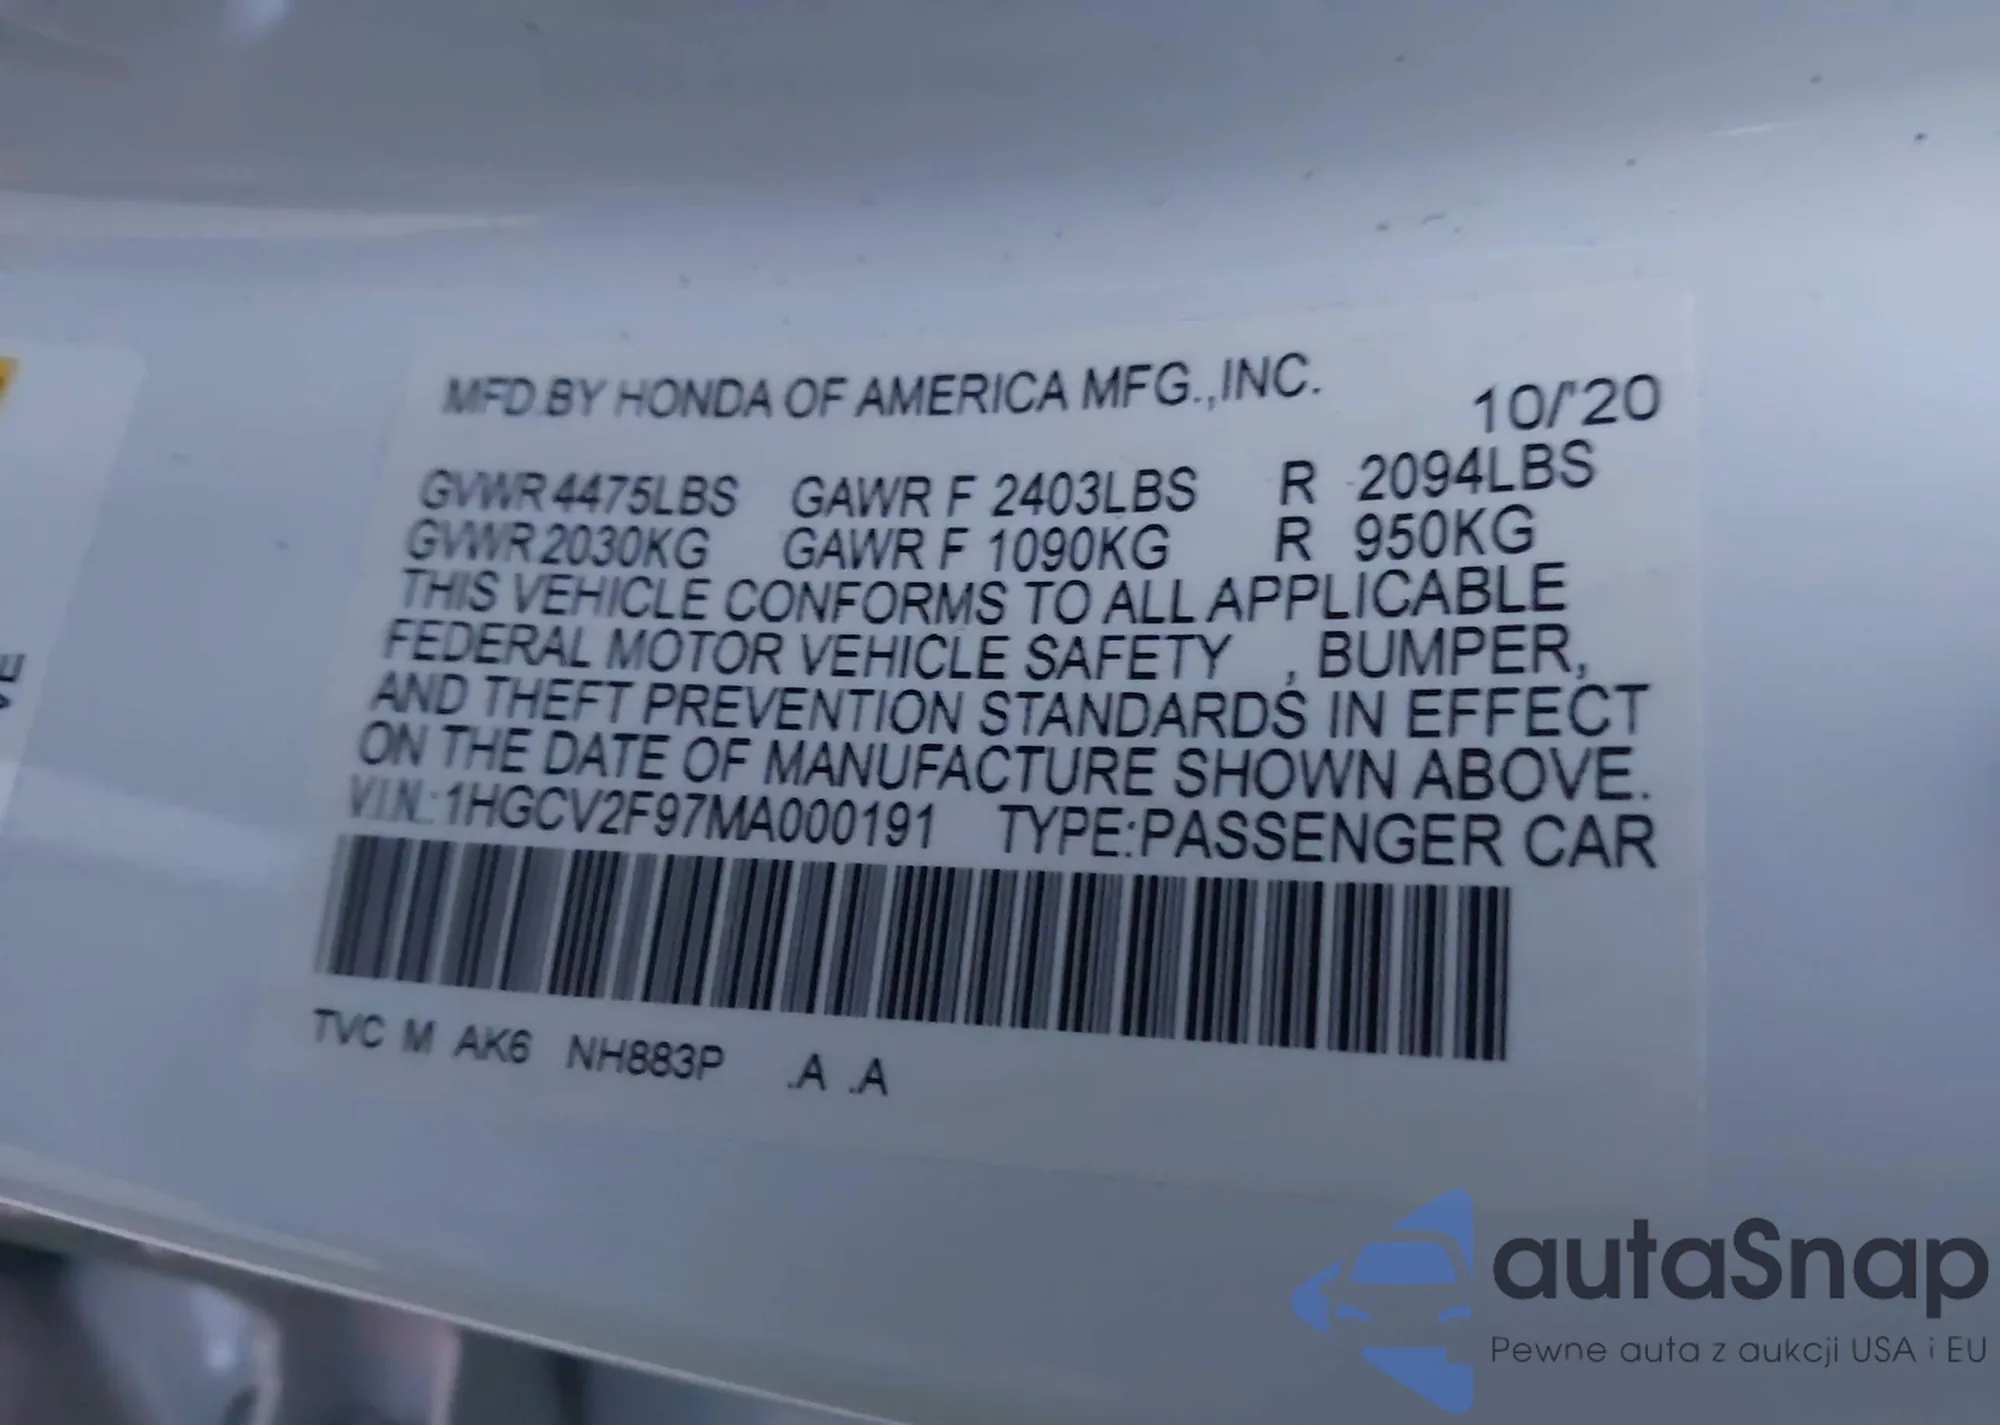 MFD.BY HONDA OF AMERICA MFG.,INC. 10/'20
GVWR 4475LBS GAWR F 2403LBS R 2094LBS
GVWR 2030KG GAWR F 1090KG R 950KG
THIS VEHICLE CONFORMS TO ALL APPLICABLE
FEDERAL MOTOR VEHICLE SAFETY , BUMPER,
AND THEFT PREVENTION STANDARDS IN EFFECT
ON THE DATE OF MANUFACTURE SHOWN ABOVE.
V.I.N.:1HGCV2F97MA000191 TYPE:PASSENGER CAR
TVC M AK6 NH883P .A .A
autaSnap
Pewne auta z aukcji USA i EU